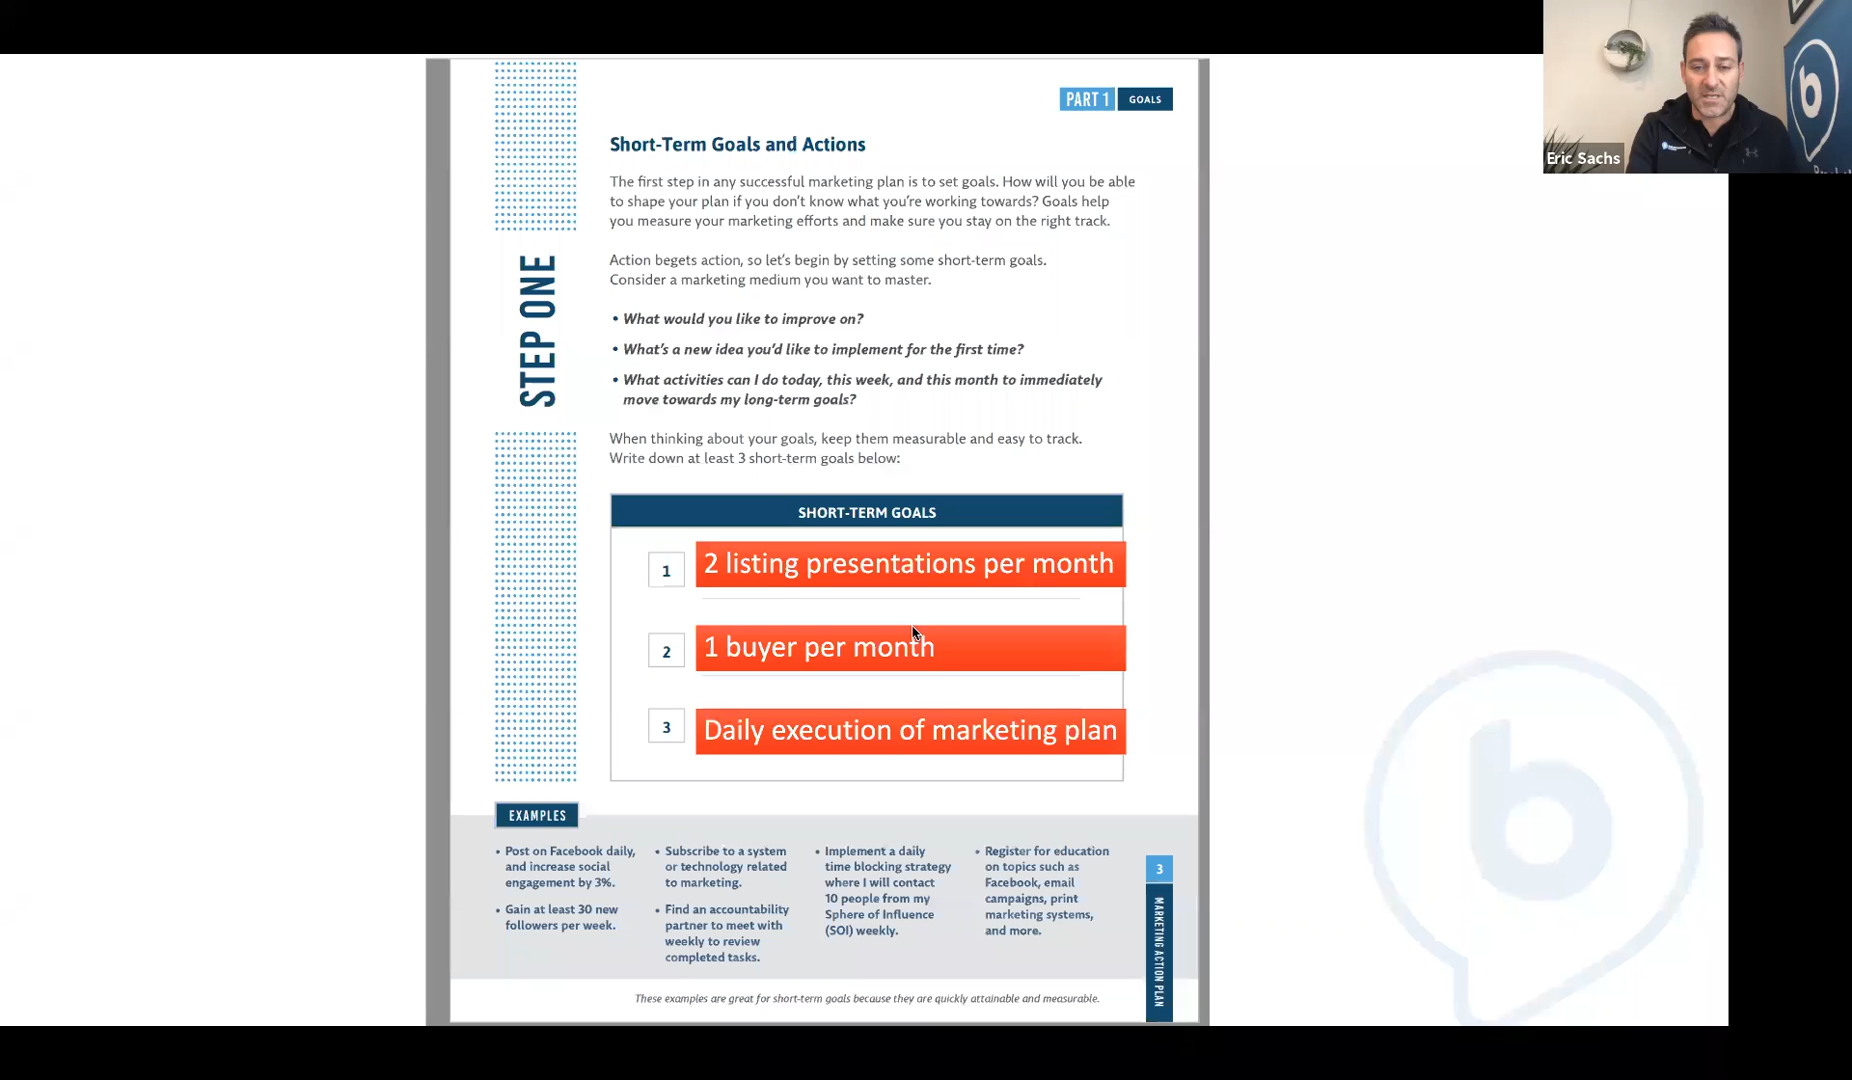 PART 1 GOALS
Short-Term Goals and Actions
The first step in any successful marketing plan is to set goals. How will you be able
to shape your plan if you don't know what you're working towards? Goals help
you measure your marketing efforts and make sure you stay on the right track.
Action begets action, so let's begin by setting some short-term goals.
Consider a marketing medium you want to master.
• What would you like to improve on?
• What's a new idea you'd like to implement for the first time?
• What activities can I do today, this week, and this month to immediately
move towards my long-term goals?
When thinking about your goals, keep them measurable and easy to track.
Write down at least 3 short-term goals below:
STEP ONE
SHORT-TERM GOALS
1 2 listing presentations per month
2 1 buyer per month
3 Daily execution of marketing plan
EXAMPLES
• Post on Facebook daily,
and increase social
engagement by 3%.
• Gain at least 30 new
followers per week.
• Subscribe to a system
or technology related
to marketing.
• Find an accountability
partner to meet with
weekly to review
completed tasks.
• Implement a daily
time blocking strategy
where I will contact
10 people from my
Sphere of Influence
(SOI) weekly.
• Register for education
on topics such as
Facebook, email
campaigns, print
marketing systems,
and more.
3
MARKETING ACTION PLAN
These examples are great for short-term goals because they are quickly attainable and measurable.
Eric Sachs
b
b